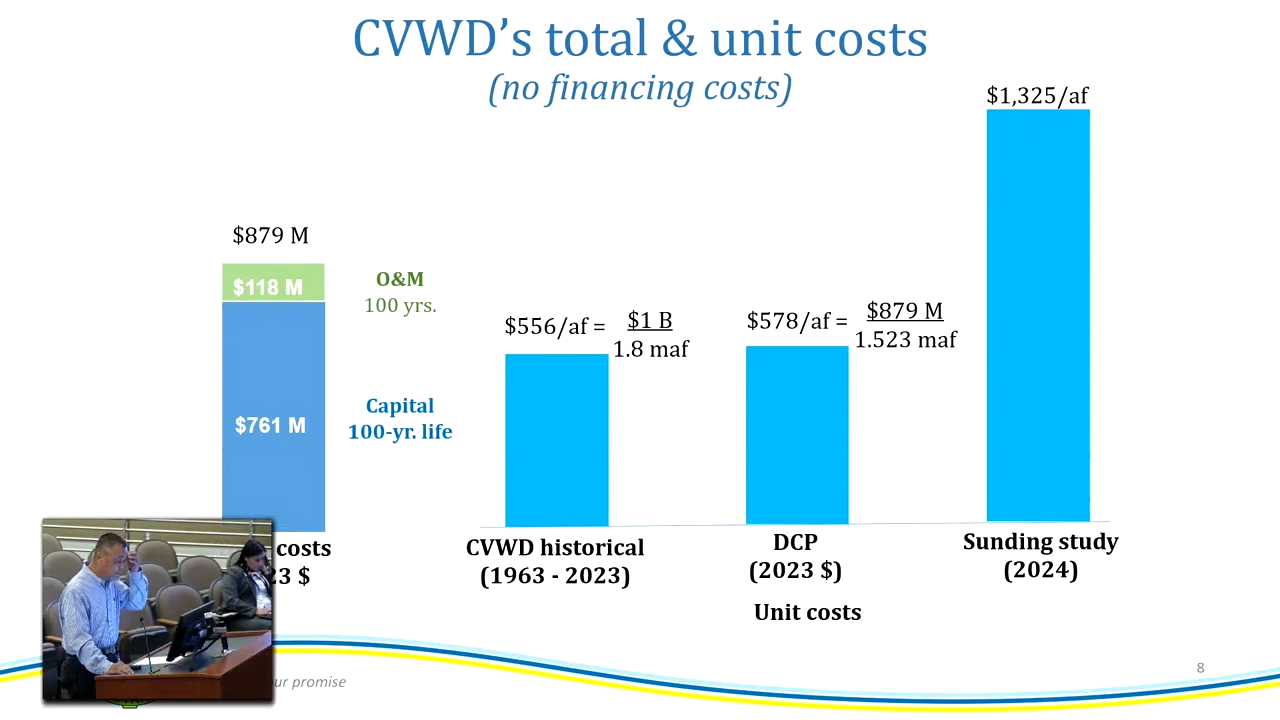 CVWD’s total & unit costs
(no financing costs)
$1,325/af
$879 M
$118 M
O&M
100 yrs.
$761 M
Capital
100-yr. life
$556/af = $1 B
1.8 maf
$578/af = $879 M
1.523 maf
costs
23 $
CVWD historical
(1963 - 2023)
DCP
(2023 $)
Sunding study
(2024)
Unit costs
our promise
8